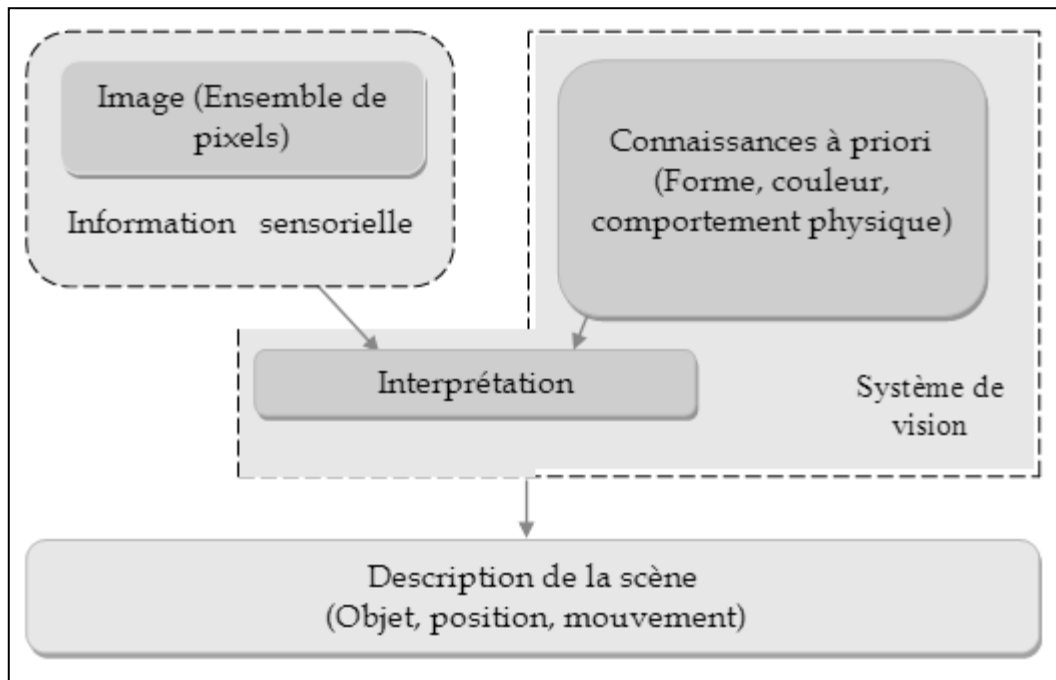 Image (Ensemble de
pixels)
Information sensorielle
Connaissances à priori
(Forme, couleur,
comportement physique)
Interprétation
Système de
vision
Description de la scène
(Objet, position, mouvement)